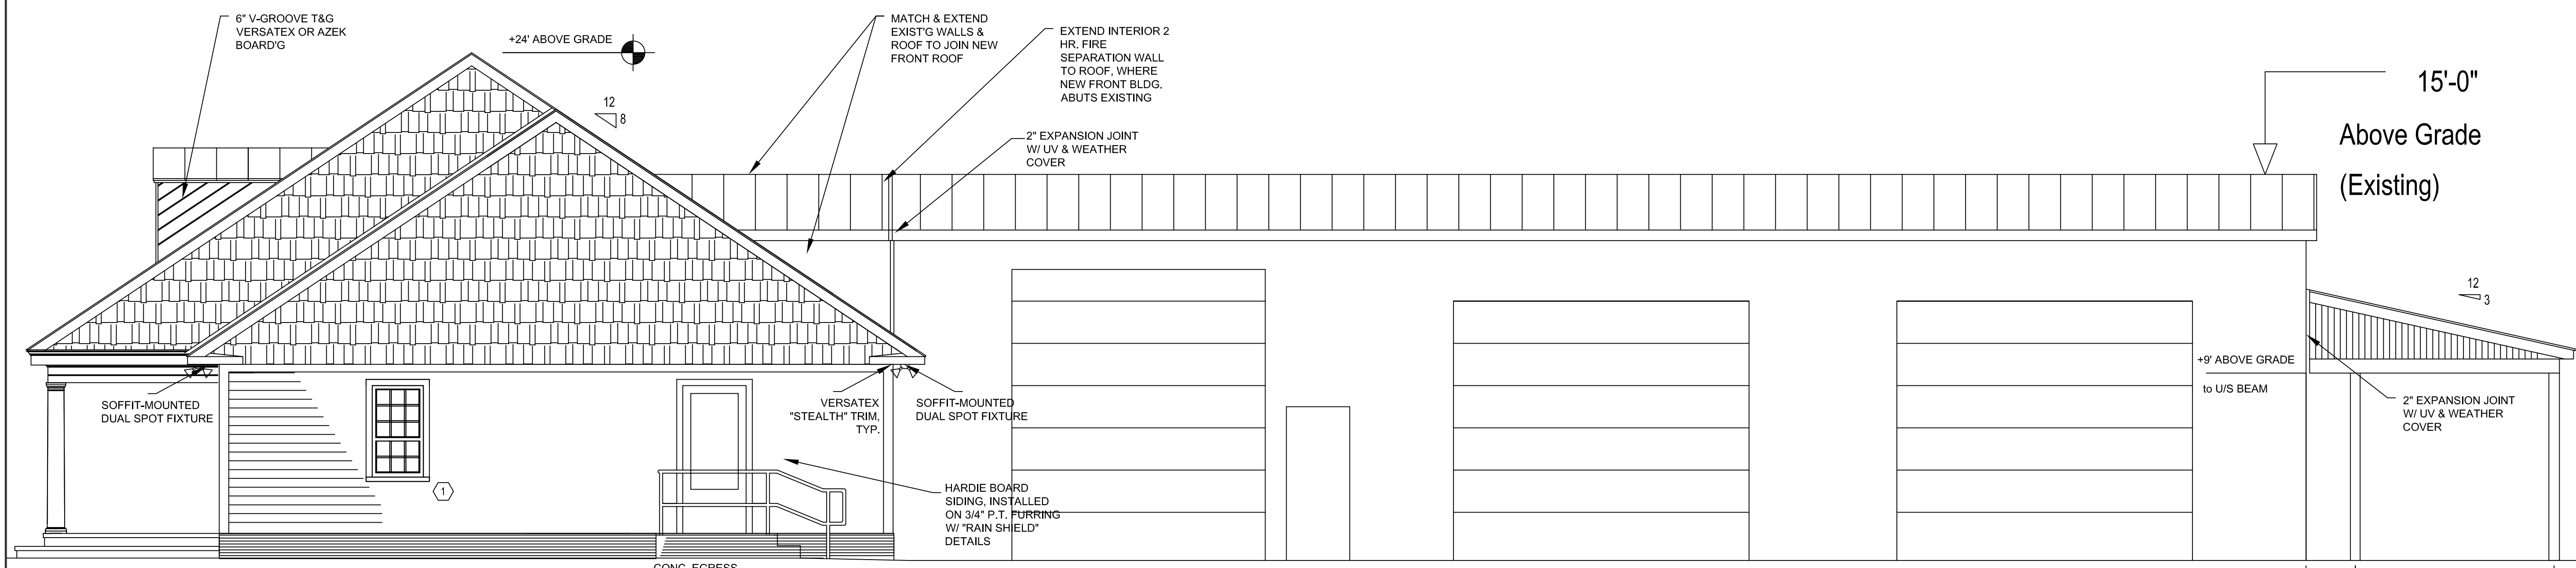 6" V-GROOVE T&G
VERSATEX OR AZEK
BOARD'G
+24' ABOVE GRADE
MATCH & EXTEND
EXIST'G WALLS &
ROOF TO JOIN NEW
FRONT ROOF
EXTEND INTERIOR 2
HR. FIRE
SEPARATION WALL
TO ROOF, WHERE
NEW FRONT BLDG.
ABUTS EXISTING
2" EXPANSION JOINT
W/ UV & WEATHER
COVER
15'-0"
Above Grade
(Existing)
12
8
12
3
+9' ABOVE GRADE
to U/S BEAM
2" EXPANSION JOINT
W/ UV & WEATHER
COVER
SOFFIT-MOUNTED
DUAL SPOT FIXTURE
VERSATEX
"STEALTH" TRIM,
TYP.
SOFFIT-MOUNTED
DUAL SPOT FIXTURE
1
HARDIE BOARD
SIDING, INSTALLED
ON 3/4" P.T. FURRING
W/ "RAIN SHIELD"
DETAILS
CONC. EGRESS